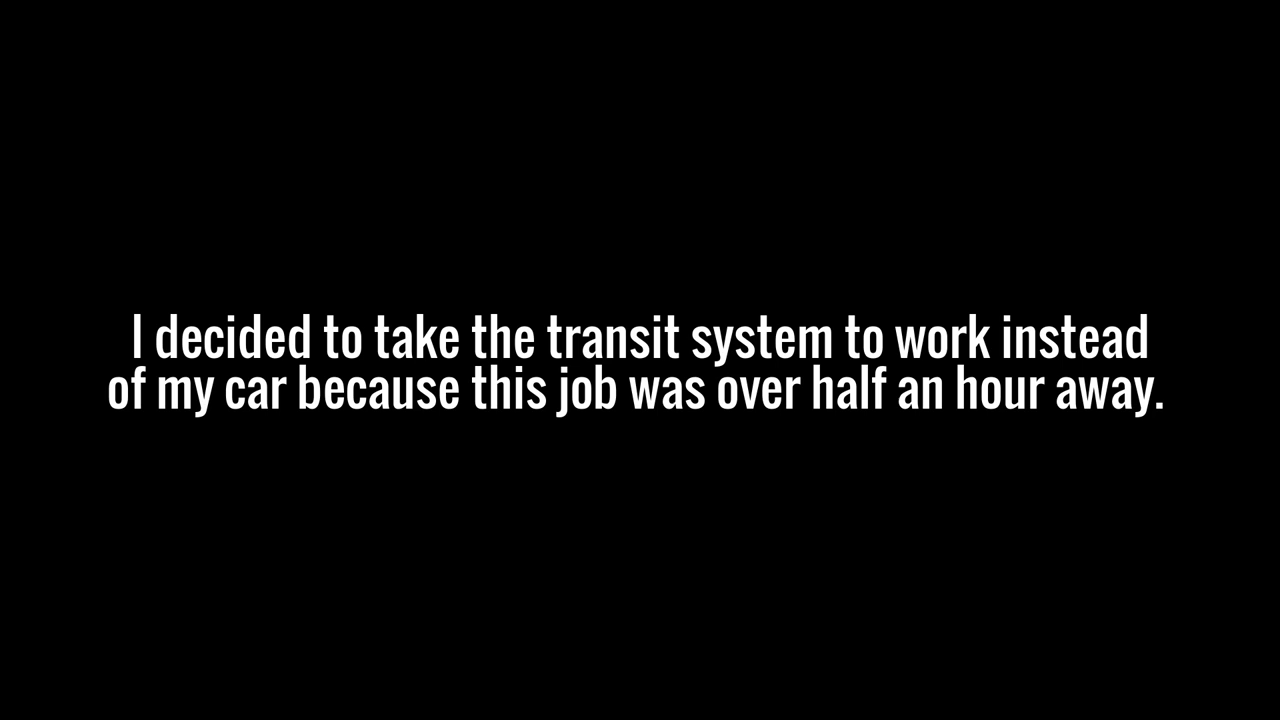 I decided to take the transit system to work instead
of my car because this job was over half an hour away.